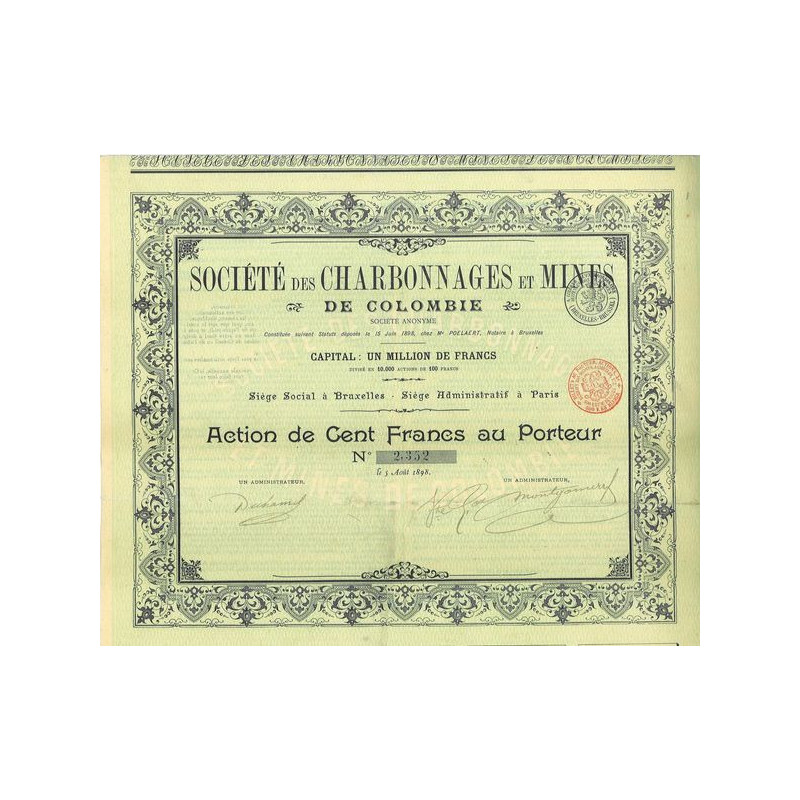 SOCIÉTÉ DES CHARBONNAGES ET MINES
DE COLOMBIE
SOCIÉTÉ ANONYME
Constituée suivant Statuts déposés le 15 Juin 1898, chez Me POELAERT, Notaire à Bruxelles
CAPITAL: UN MILLION DE FRANCS
DIVISÉ EN 10.000 ACTIONS DE 100 FRANCS
Siège Social à Bruxelles - Siège Administratif à Paris
Action de Cent Francs au Porteur
No 2,352
le 5 Août 1898.
UN ADMINISTRATEUR, UN ADMINISTRATEUR,